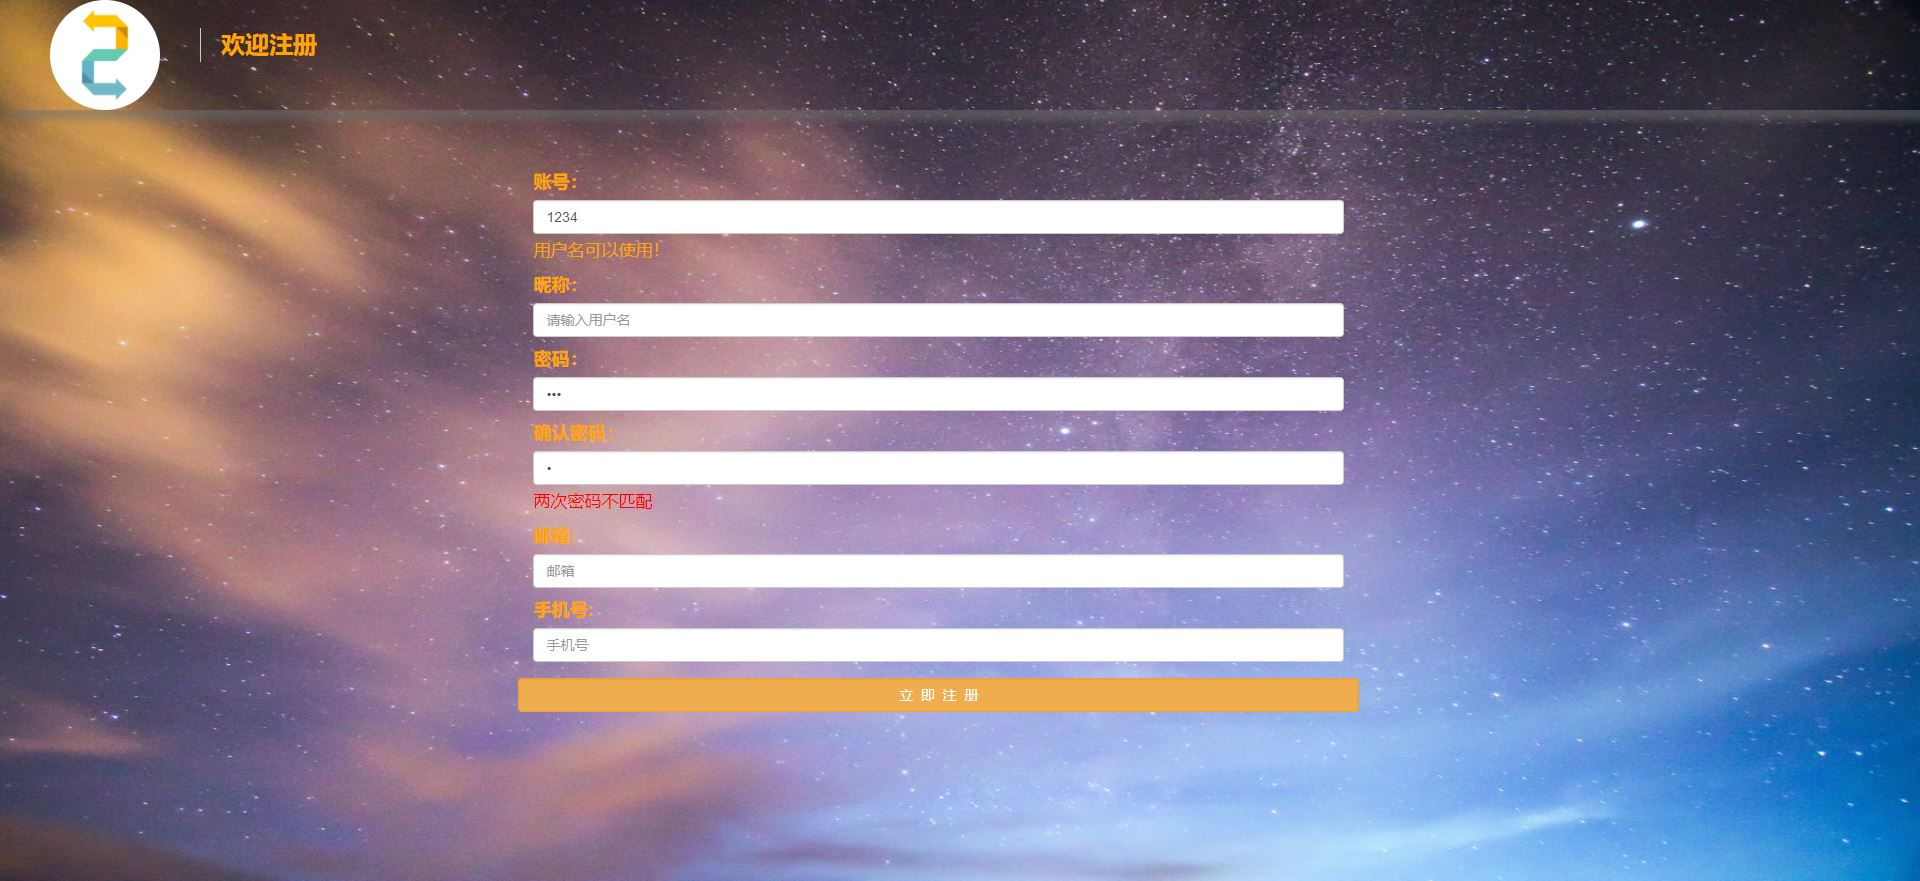 欢迎注册
账号：
1234
用户名可以使用！
昵称：
请输入用户名
密码：
•••
确认密码：
•
两次密码不匹配
邮箱：
邮箱
手机号：
手机号
立 即 注 册